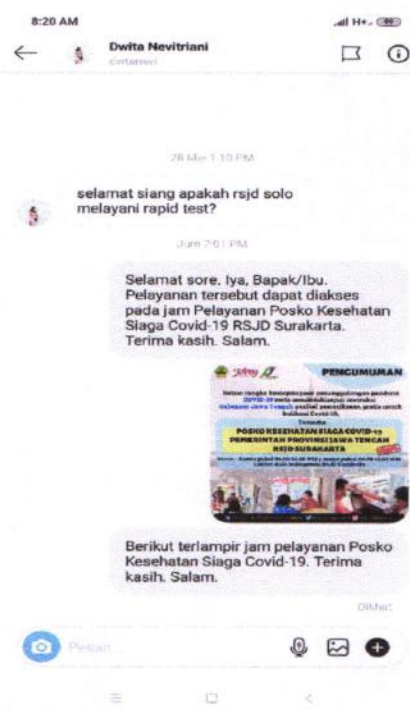 8:20 AM
Dwita Nevitriani
28 Mar 1:10 PM
selamat siang apakah rsjd solo
melayani rapid test?
Selamat sore, Iya, Bapak/Ibu.
Pelayanan tersebut dapat diakses
pada jam Pelayanan Posko Kesehatan
Siaga Covid-19 RSJD Surakarta.
Terima kasih. Salam.
PENGUMUMAN
POSKO KESEHATAN SIAGA COVID-19
PEMERINTAH PROVINSI JAWA TENGAH
RSJD SURAKARTA
Berikut terlampir jam pelayanan Posko
Kesehatan Siaga Covid-19. Terima
kasih. Salam.
Dilihat
Pesan...